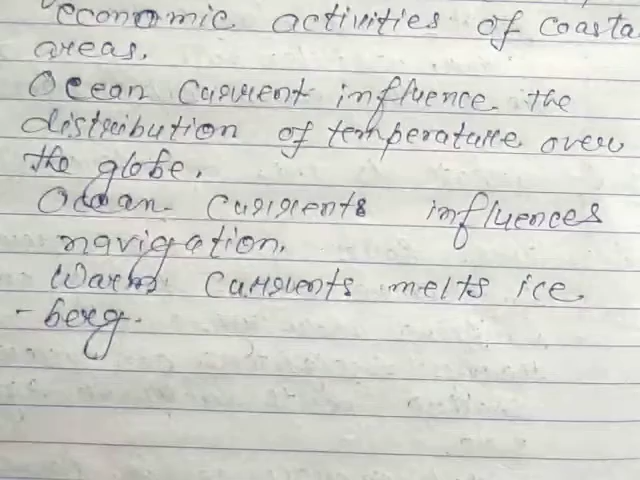 economic activities of coasta
areas.
Ocean current influence the
distribution of temperature over
the globe.
Ocean currents influences
navigation.
Warm currents melts ice
- berg.